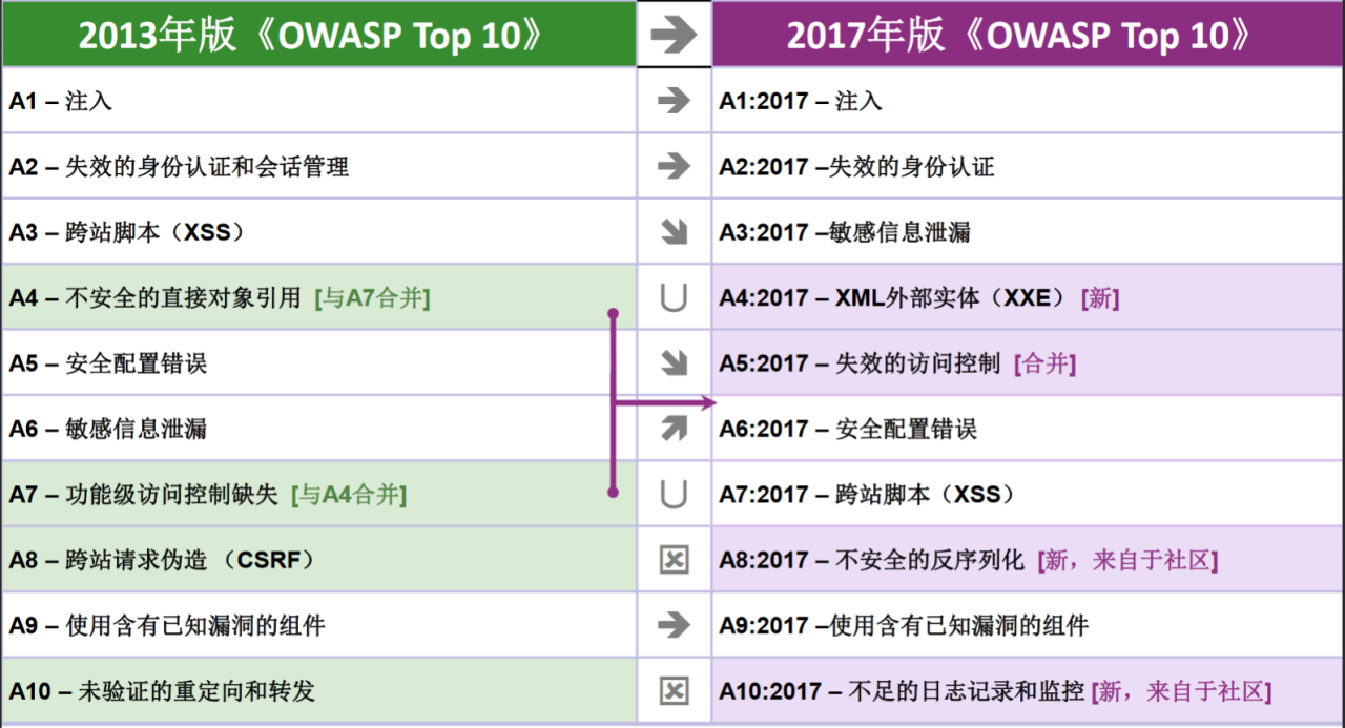 2013年版《OWASP Top 10》 2017年版《OWASP Top 10》
A1 – 注入 A1:2017 – 注入
A2 – 失效的身份认证和会话管理 A2:2017 –失效的身份认证
A3 – 跨站脚本（XSS） A3:2017 –敏感信息泄漏
A4 – 不安全的直接对象引用 [与A7合并] A4:2017 – XML外部实体（XXE） [新]
A5 – 安全配置错误 A5:2017 – 失效的访问控制 [合并]
A6 – 敏感信息泄漏 A6:2017 – 安全配置错误
A7 – 功能级访问控制缺失 [与A4合并] A7:2017 – 跨站脚本（XSS）
A8 – 跨站请求伪造 （CSRF） A8:2017 – 不安全的反序列化 [新，来自于社区]
A9 – 使用含有已知漏洞的组件 A9:2017 –使用含有已知漏洞的组件
A10 – 未验证的重定向和转发 A10:2017 – 不足的日志记录和监控 [新，来自于社区]